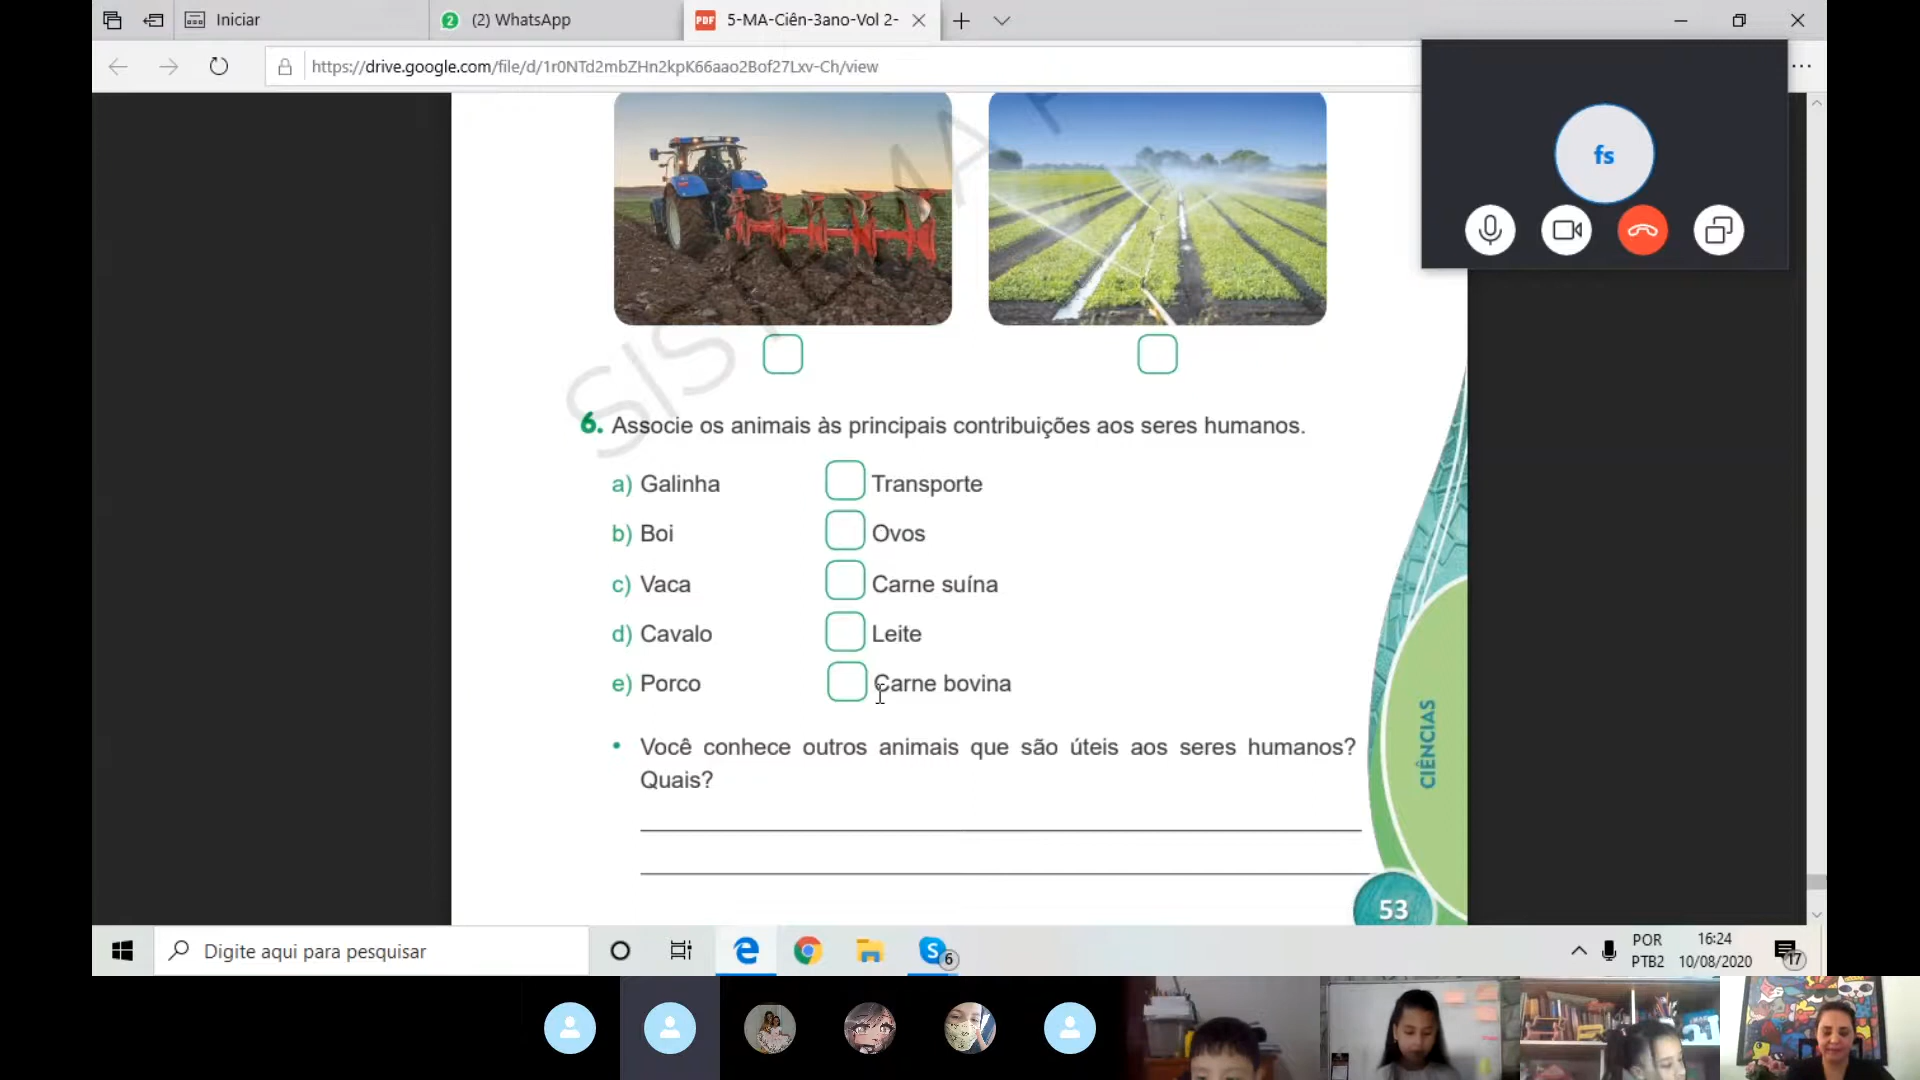 Iniciar
(2) WhatsApp
5-MA-Ciên-3ano-Vol 2-
https://drive.google.com/file/d/1r0NTd2mbZHn2kpK66aao2Bof27Lxv-Ch/view
fs
6. Associe os animais às principais contribuições aos seres humanos.
a) Galinha Transporte
b) Boi Ovos
c) Vaca Carne suína
d) Cavalo Leite
e) Porco Carne bovina
• Você conhece outros animais que são úteis aos seres humanos?
Quais?
CIÊNCIAS
53
Digite aqui para pesquisar
6
POR
PTB2
16:24
10/08/2020
17